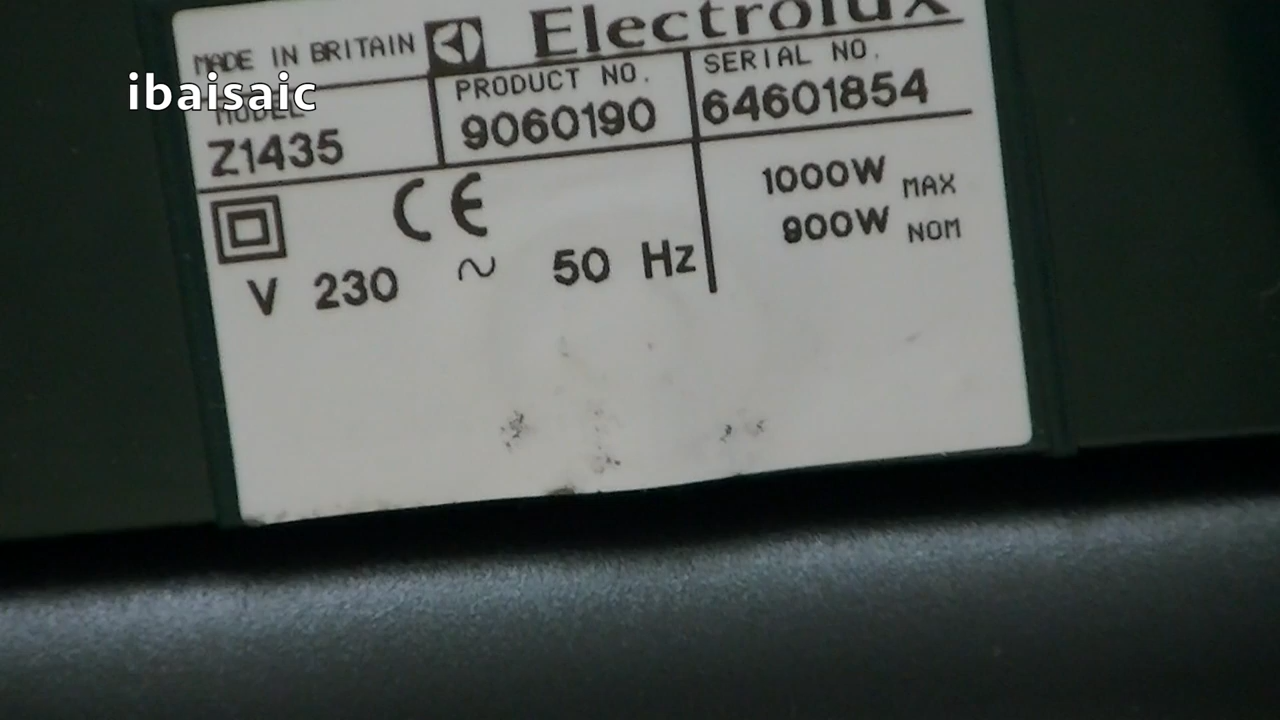 MADE IN BRITAIN Electrolux
ibaisaic
MODEL PRODUCT NO. SERIAL NO.
Z1435 9060190 64601854
CE 1000W MAX
900W NOM
V 230 ~ 50 Hz